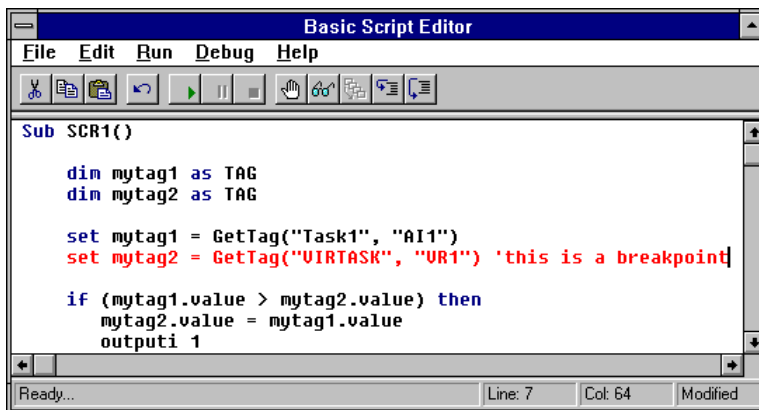 Basic Script Editor
File Edit Run Debug Help
Sub SCR1()
dim mytag1 as TAG
dim mytag2 as TAG
set mytag1 = GetTag("Task1", "AI1")
set mytag2 = GetTag("VIRTASK", "VR1") 'this is a breakpoint
if (mytag1.value > mytag2.value) then
mytag2.value = mytag1.value
outputi 1
Ready... Line: 7 Col: 64 Modified